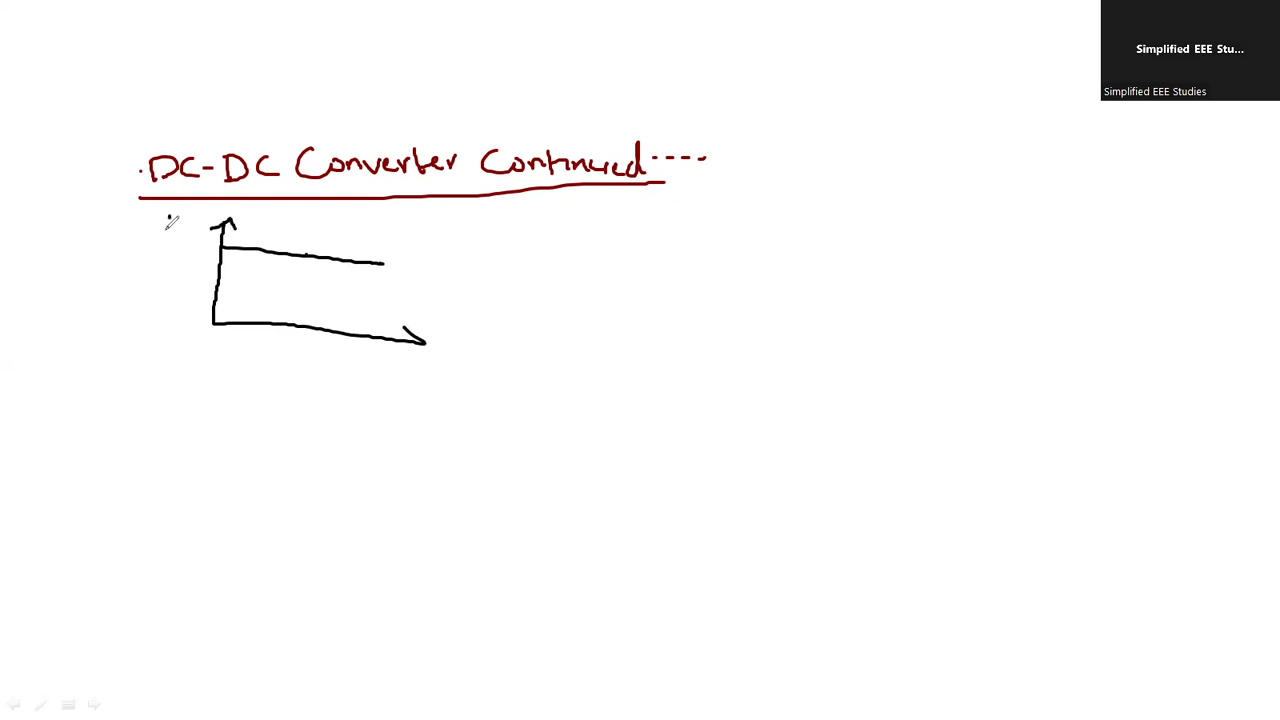 Simplified EEE Stu...
Simplified EEE Studies
DC-DC Converter Continued----